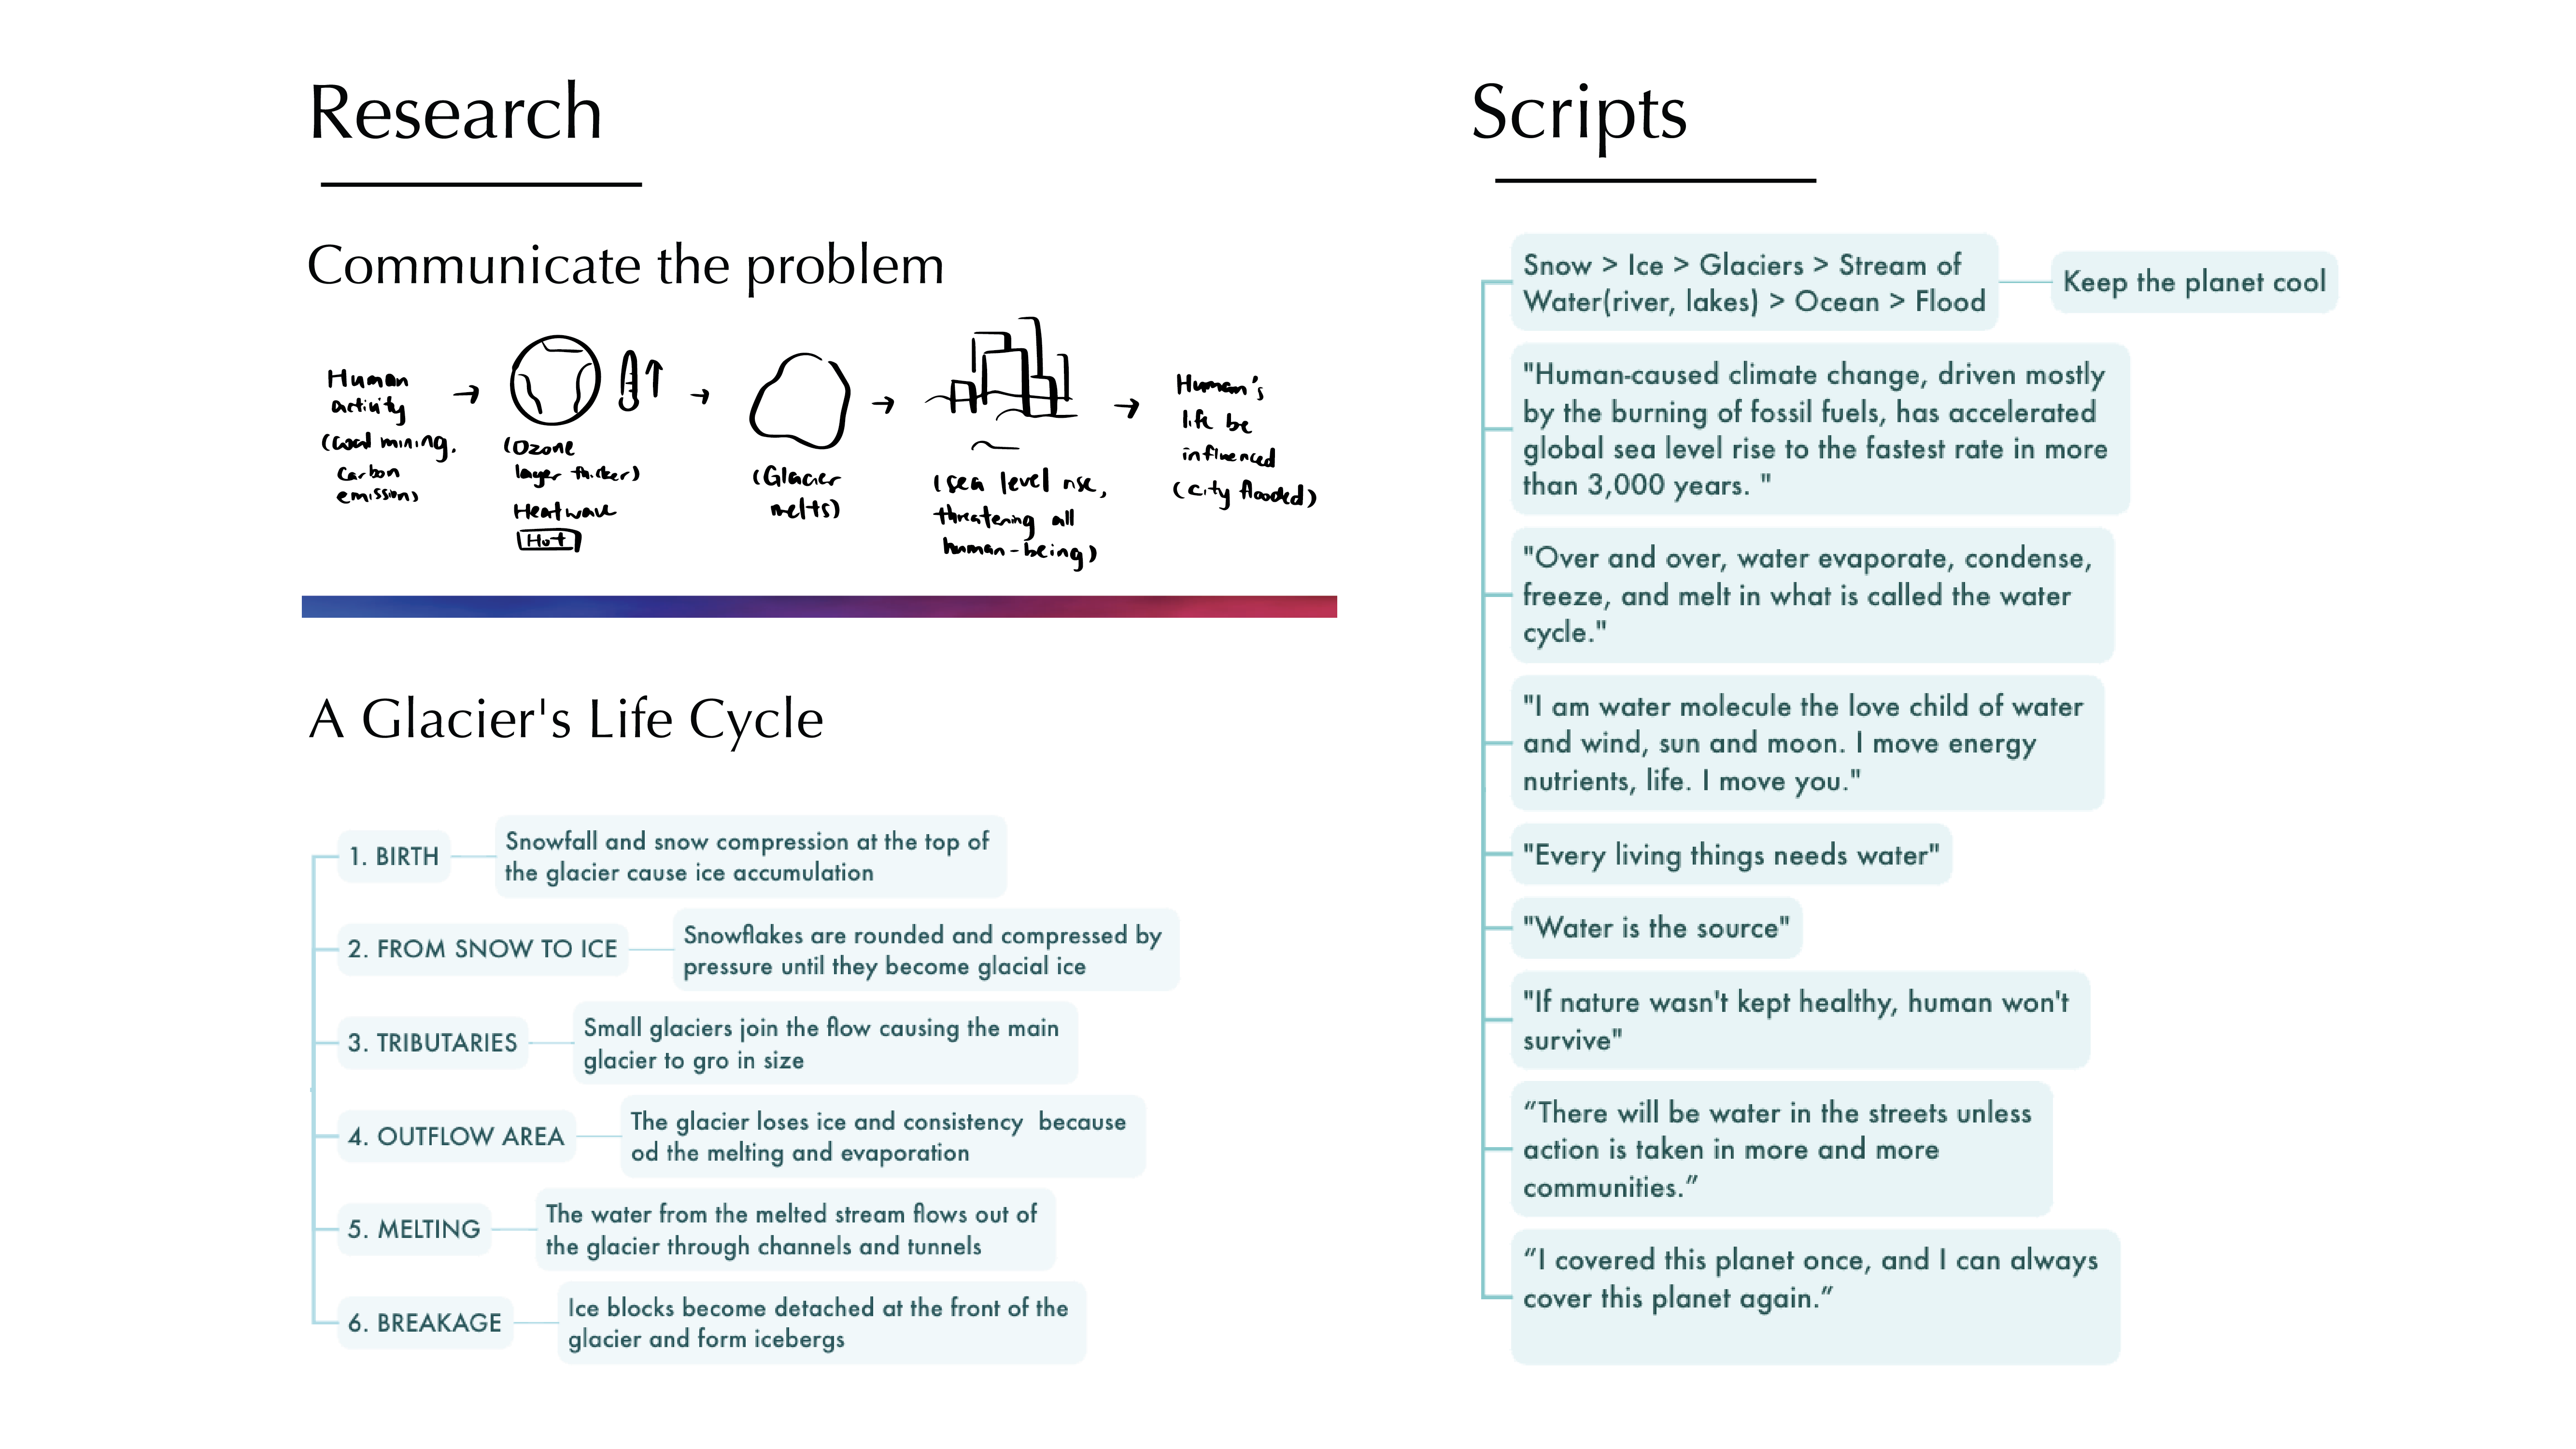 Research
Communicate the problem
Human
activity
(Coal mining,
carbon
emission)
(Ozone
layer thicker)
Heatwave
Hot
(Glacier
melts)
(sea level rise,
threatening all
human-being)
Human's
life be
influenced
(city flooded)
A Glacier's Life Cycle
1. BIRTH
Snowfall and snow compression at the top of
the glacier cause ice accumulation
2. FROM SNOW TO ICE
Snowflakes are rounded and compressed by
pressure until they become glacial ice
3. TRIBUTARIES
Small glaciers join the flow causing the main
glacier to gro in size
4. OUTFLOW AREA
The glacier loses ice and consistency  because
od the melting and evaporation
5. MELTING
The water from the melted stream flows out of
the glacier through channels and tunnels
6. BREAKAGE
Ice blocks become detached at the front of the
glacier and form icebergs
Scripts
Snow > Ice > Glaciers > Stream of
Water(river, lakes) > Ocean > Flood
Keep the planet cool
"Human-caused climate change, driven mostly
by the burning of fossil fuels, has accelerated
global sea level rise to the fastest rate in more
than 3,000 years. "
"Over and over, water evaporate, condense,
freeze, and melt in what is called the water
cycle."
"I am water molecule the love child of water
and wind, sun and moon. I move energy
nutrients, life. I move you."
"Every living things needs water"
"Water is the source"
"If nature wasn't kept healthy, human won't
survive"
“There will be water in the streets unless
action is taken in more and more
communities.”
“I covered this planet once, and I can always
cover this planet again.”